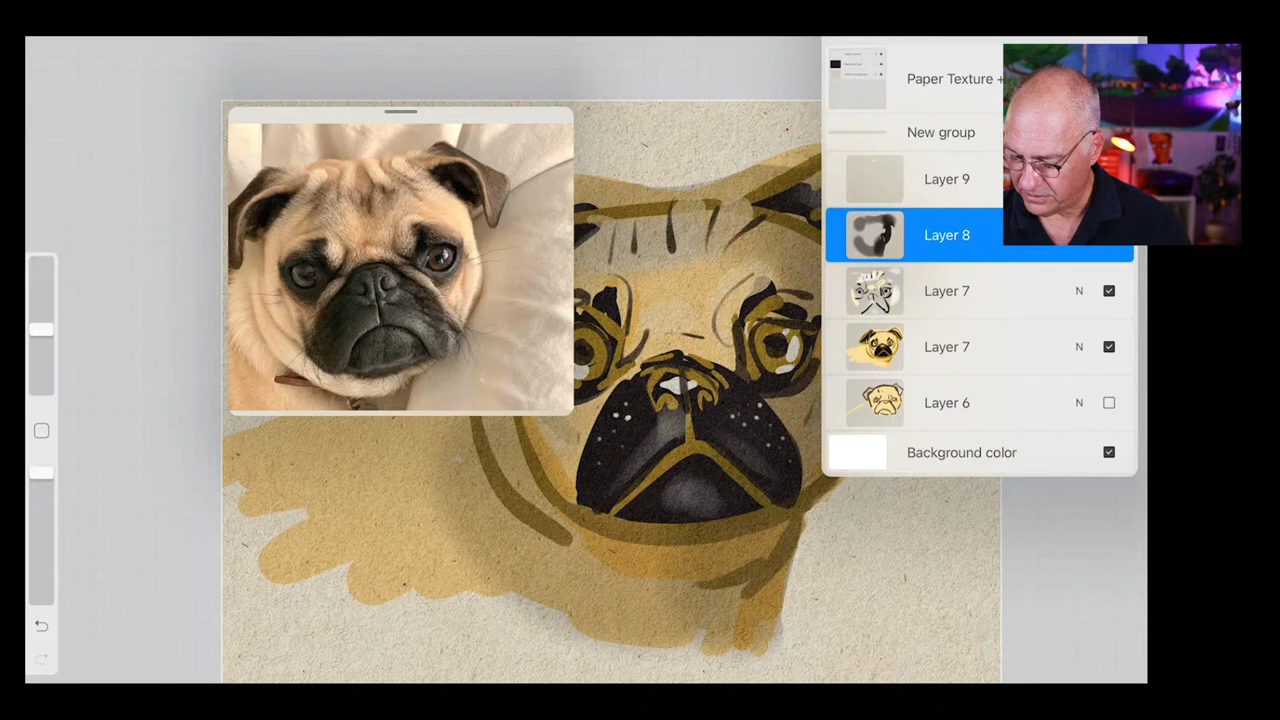 Paper Texture +
New group
Layer 9
Layer 8
Layer 7
N
Layer 7
N
Layer 6
N
Background color